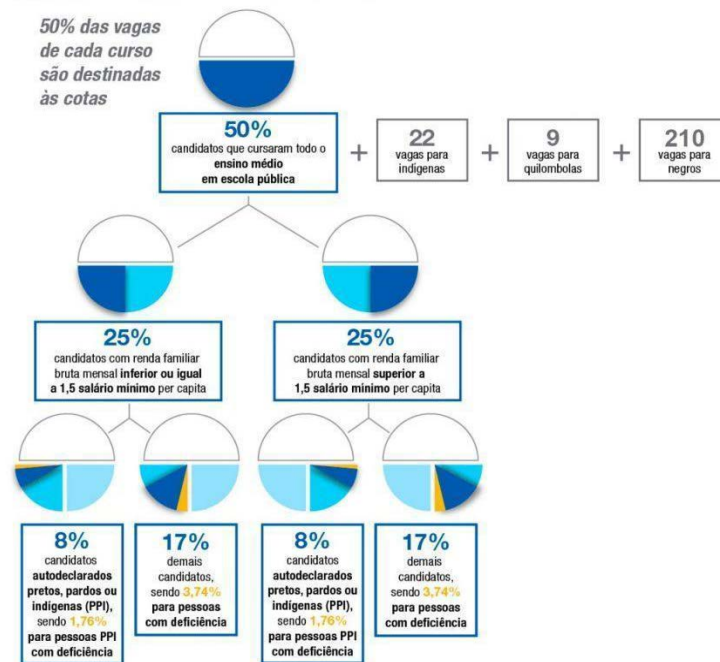 50% das vagas
de cada curso
são destinadas
às cotas
50%
candidatos que cursaram todo o
ensino médio
em escola pública
+
22
vagas para
indígenas
+
9
vagas para
quilombolas
+
210
vagas para
negros
25%
candidatos com renda familiar
bruta mensal inferior ou igual
a 1,5 salário mínimo per capita
25%
candidatos com renda familiar
bruta mensal superior a
1,5 salário mínimo per capita
8%
candidatos
autodeclarados
pretos, pardos ou
indígenas (PPI),
sendo 1,76%
para pessoas PPI
com deficiência
17%
demais
candidatos,
sendo 3,74%
para pessoas
com deficiência
8%
candidatos
autodeclarados
pretos, pardos ou
indígenas (PPI),
sendo 1,76%
para pessoas PPI
com deficiência
17%
demais
candidatos,
sendo 3,74%
para pessoas
com deficiência